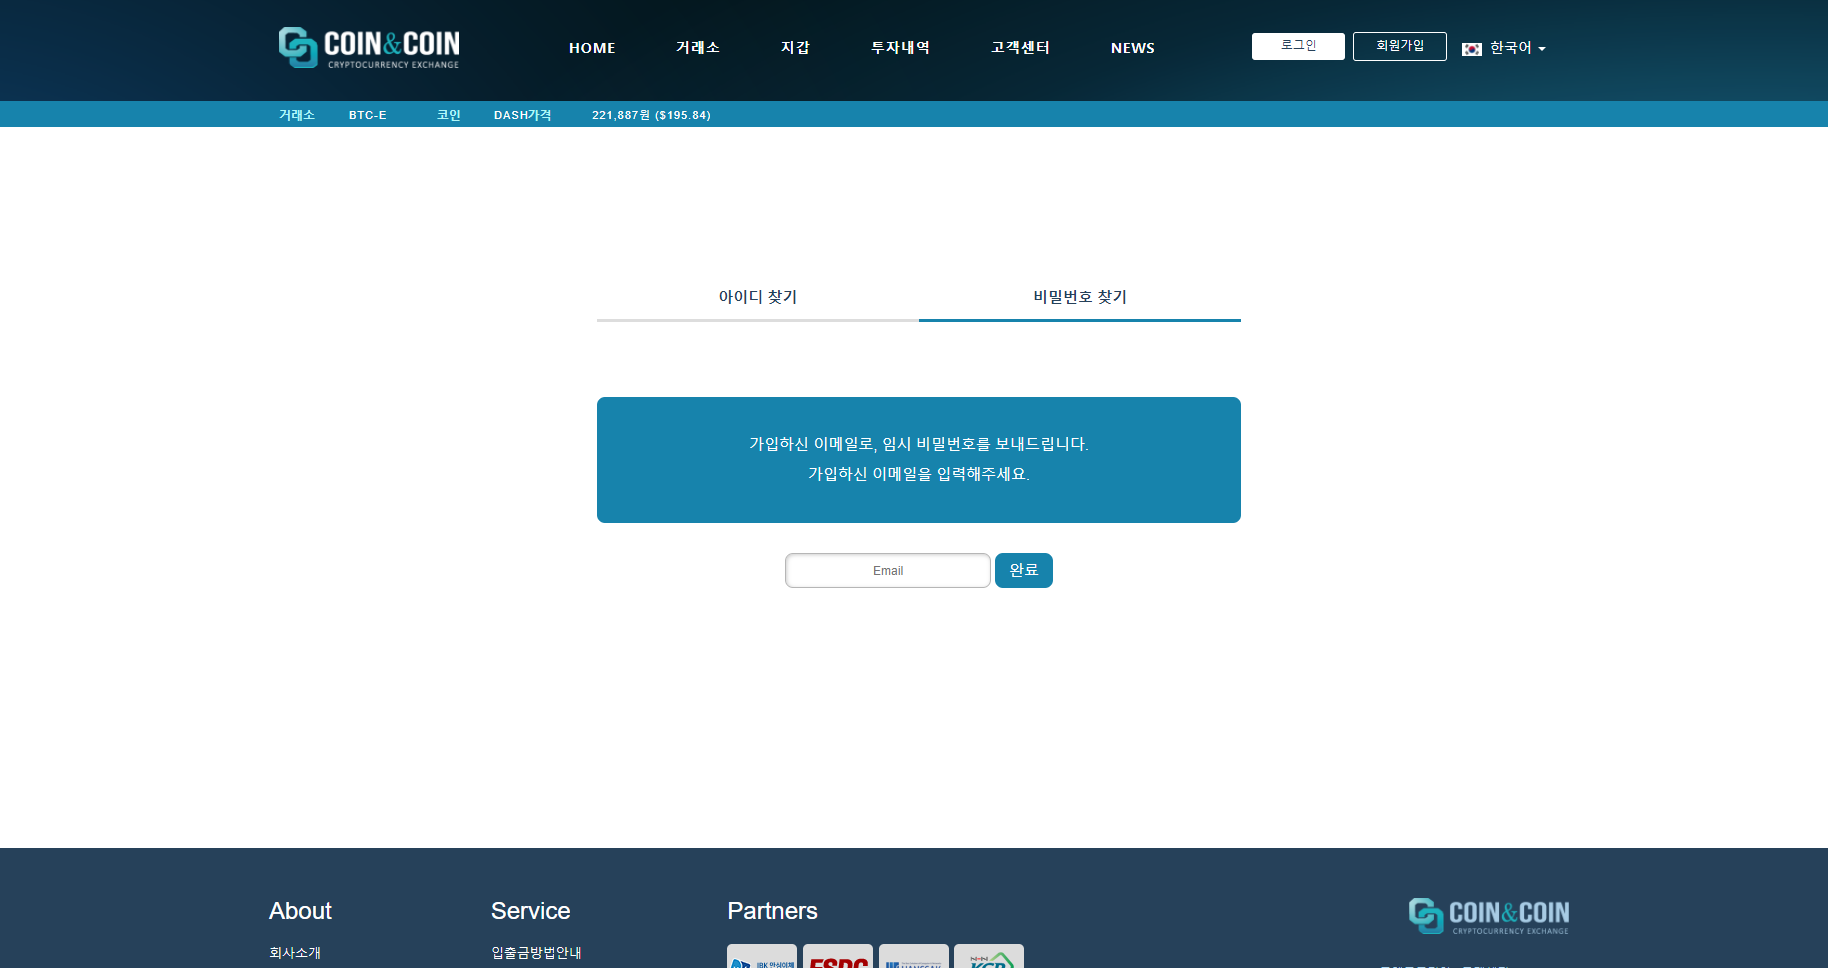 COIN&COIN
CRYPTOCURRENCY EXCHANGE
HOME 거래소 지갑 투자내역 고객센터 NEWS
로그인 회원가입 한국어
거래소 BTC-E 코인 DASH가격 221,887원 ($195.84)
아이디 찾기 비밀번호 찾기
가입하신 이메일로, 임시 비밀번호를 보내드립니다.
가입하신 이메일을 입력해주세요.
Email 완료
About Service Partners
COIN&COIN
CRYPTOCURRENCY EXCHANGE
회사소개 입출금방법안내